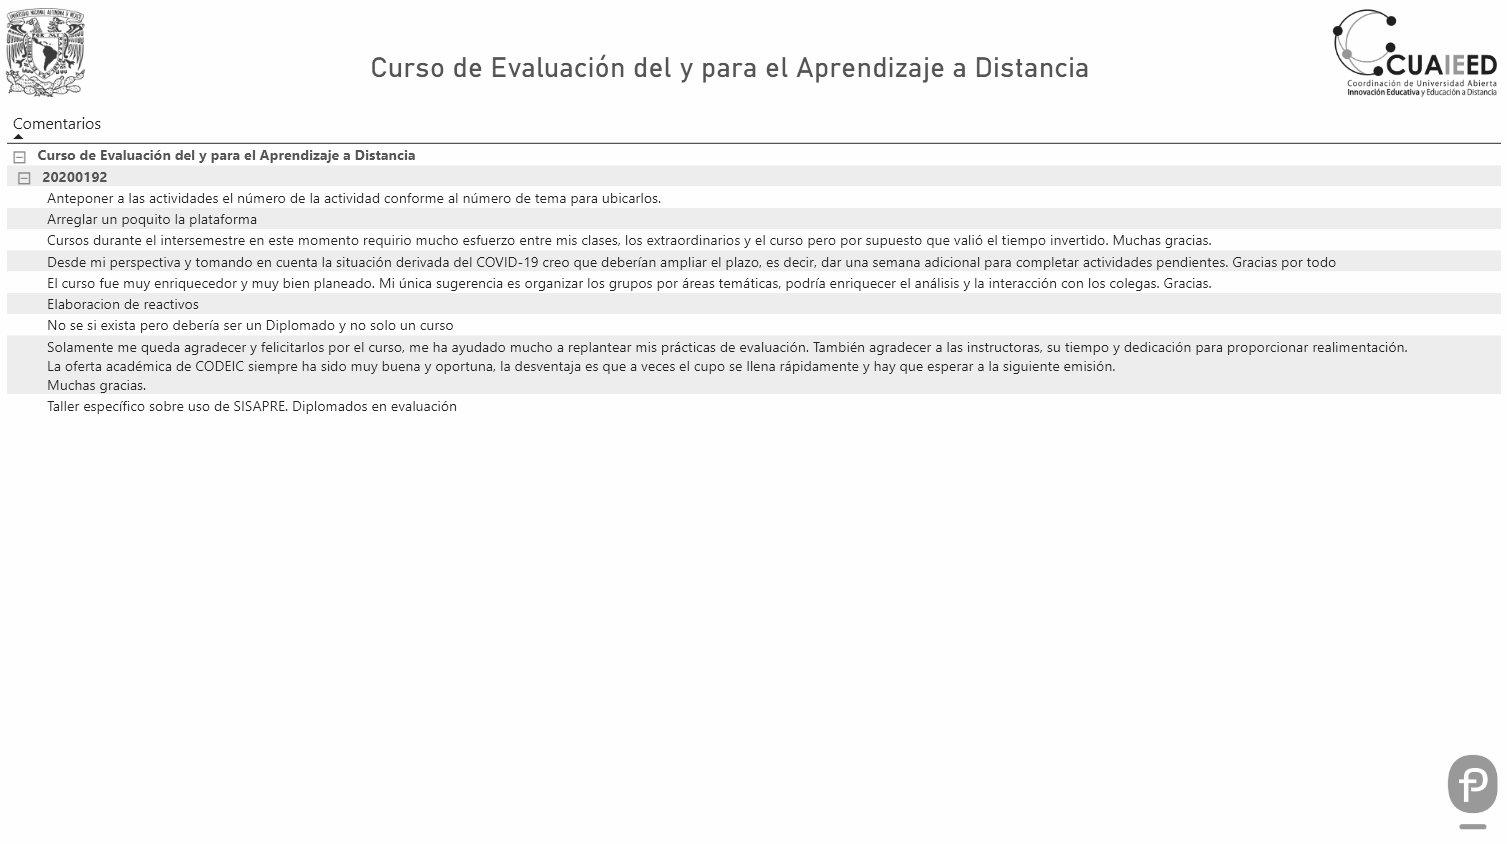 Curso de Evaluación del y para el Aprendizaje a Distancia
CUAIEED
Coordinación de Universidad Abierta
Innovación Educativa y Educación a Distancia
Comentarios
Curso de Evaluación del y para el Aprendizaje a Distancia
20200192
Anteponer a las actividades el número de la actividad conforme al número de tema para ubicarlos.
Arreglar un poquito la plataforma
Cursos durante el intersemestre en este momento requirio mucho esfuerzo entre mis clases, los extraordinarios y el curso pero por supuesto que valió el tiempo invertido. Muchas gracias.
Desde mi perspectiva y tomando en cuenta la situación derivada del COVID-19 creo que deberían ampliar el plazo, es decir, dar una semana adicional para completar actividades pendientes. Gracias por todo
El curso fue muy enriquecedor y muy bien planeado. Mi única sugerencia es organizar los grupos por áreas temáticas, podría enriquecer el análisis y la interacción con los colegas. Gracias.
Elaboracion de reactivos
No se si exista pero debería ser un Diplomado y no solo un curso
Solamente me queda agradecer y felicitarlos por el curso, me ha ayudado mucho a replantear mis prácticas de evaluación. También agradecer a las instructoras, su tiempo y dedicación para proporcionar realimentación.
La oferta académica de CODEIC siempre ha sido muy buena y oportuna, la desventaja es que a veces el cupo se llena rápidamente y hay que esperar a la siguiente emisión.
Muchas gracias.
Taller específico sobre uso de SISAPRE. Diplomados en evaluación